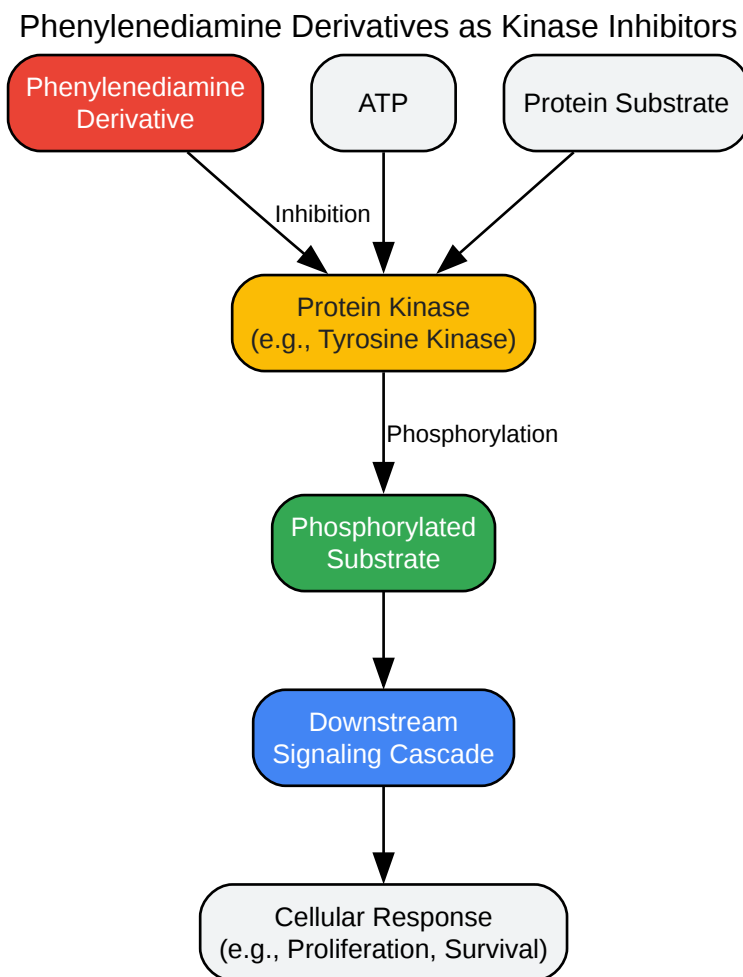 Phenylenediamine Derivatives as Kinase Inhibitors
Phenylenediamine
Derivative
ATP
Protein Substrate
Inhibition
Protein Kinase
(e.g., Tyrosine Kinase)
Phosphorylation
Phosphorylated
Substrate
Downstream
Signaling Cascade
Cellular Response
(e.g., Proliferation, Survival)